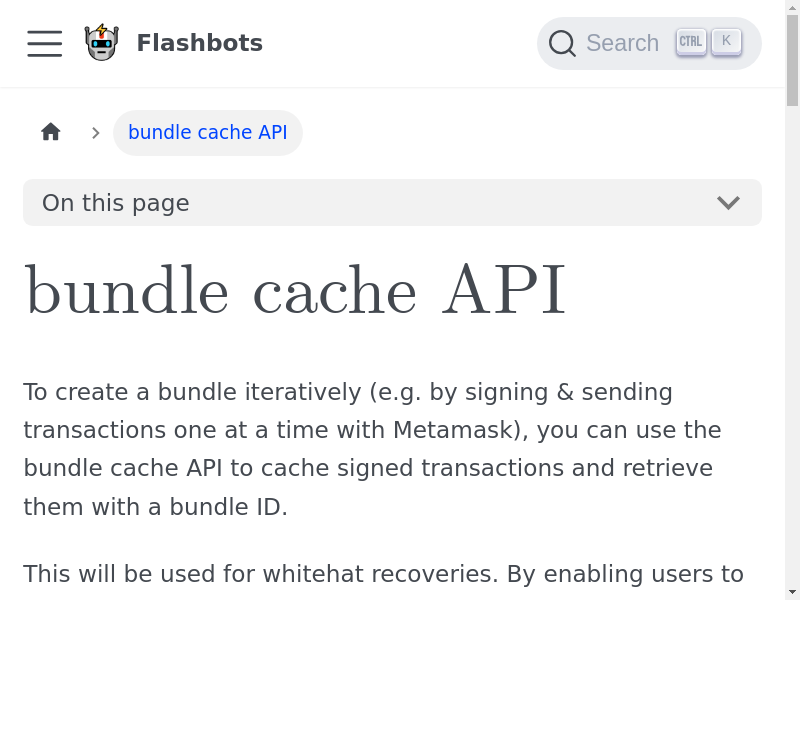 Flashbots
Search CTRL K
bundle cache API
On this page
bundle cache API
To create a bundle iteratively (e.g. by signing & sending
transactions one at a time with Metamask), you can use the
bundle cache API to cache signed transactions and retrieve
them with a bundle ID.
This will be used for whitehat recoveries. By enabling users to